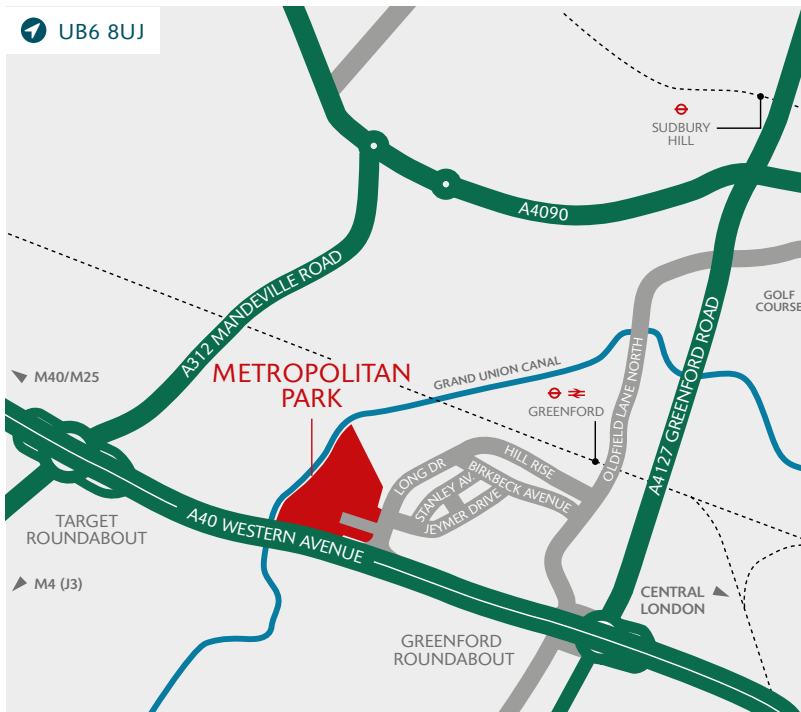 UB6 8UJ
SUDBURY
HILL
A4090
A312 MANDEVILLE ROAD
GOLF
COURSE
M40/M25
METROPOLITAN
PARK
GRAND UNION CANAL
GREENFORD
OLDFIELD LANE NORTH
A4127 GREENFORD ROAD
LONG DR
HILL RISE
STANLEY AV.
BIRKBECK AVENUE
JEYMER DRIVE
TARGET
ROUNDABOUT
A40 WESTERN AVENUE
M4 (J3)
CENTRAL
LONDON
GREENFORD
ROUNDABOUT